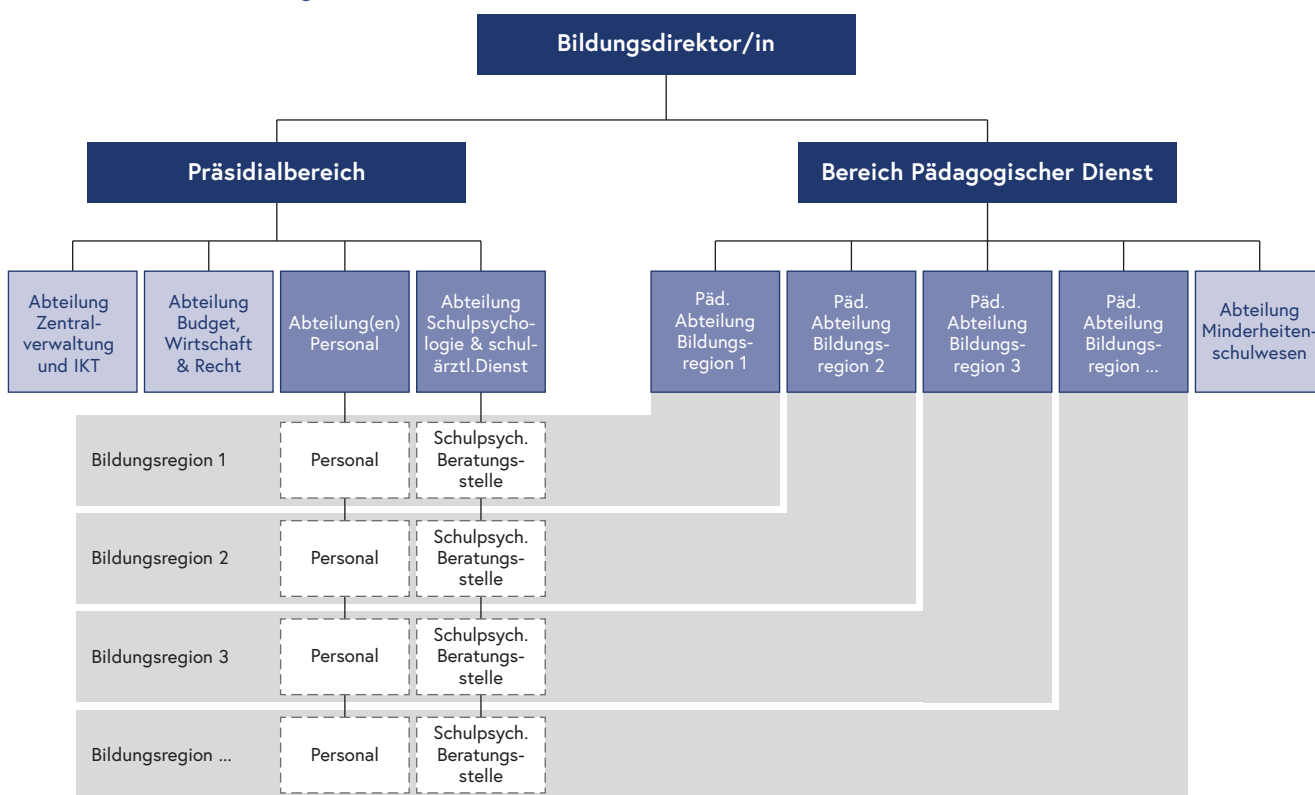 Bildungsdirektor/in
Präsidialbereich
Bereich Pädagogischer Dienst
Abteilung
Zentral-
verwaltung
und IKT
Abteilung
Budget,
Wirtschaft
& Recht
Abteilung(en)
Personal
Abteilung
Schulpsycho-
logie & schul-
ärztl.Dienst
Päd.
Abteilung
Bildungs-
region 1
Päd.
Abteilung
Bildungs-
region 2
Päd.
Abteilung
Bildungs-
region 3
Päd.
Abteilung
Bildungs-
region ...
Abteilung
Minderheiten-
schulwesen
Bildungsregion 1
Personal
Schulpsych.
Beratungs-
stelle
Bildungsregion 2
Personal
Schulpsych.
Beratungs-
stelle
Bildungsregion 3
Personal
Schulpsych.
Beratungs-
stelle
Bildungsregion ...
Personal
Schulpsych.
Beratungs-
stelle